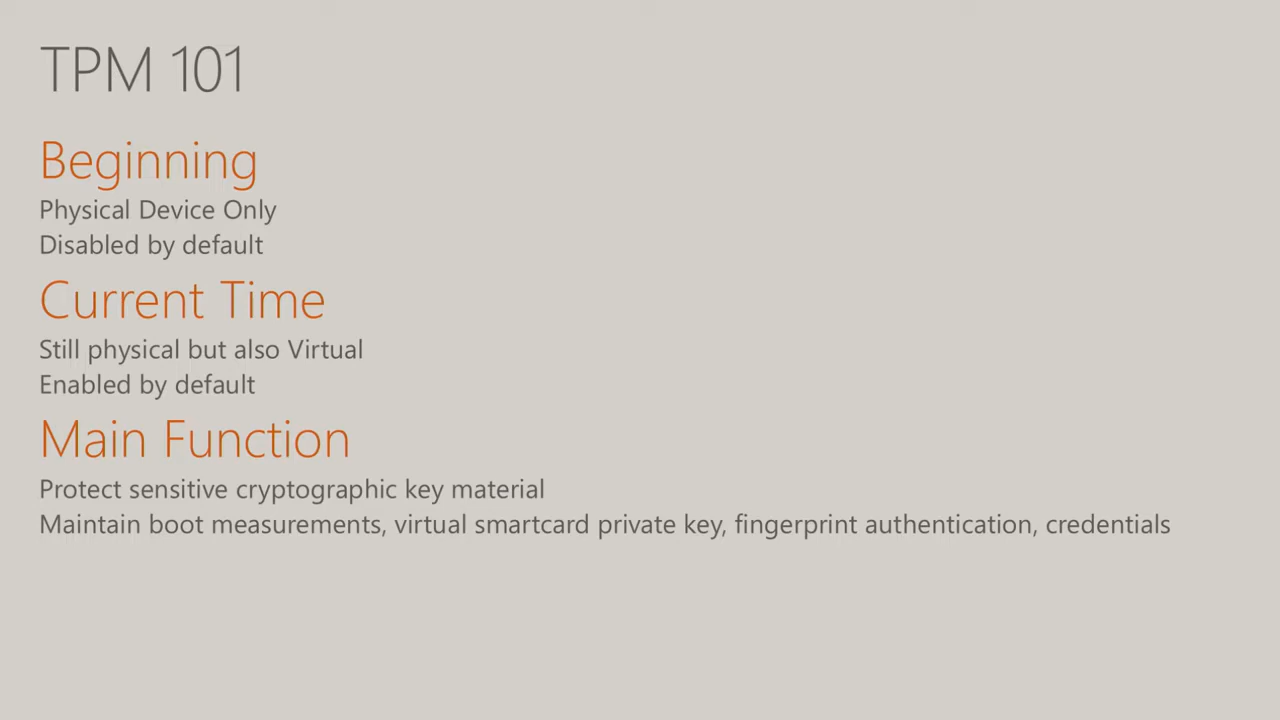 TPM 101
Beginning
Physical Device Only
Disabled by default
Current Time
Still physical but also Virtual
Enabled by default
Main Function
Protect sensitive cryptographic key material
Maintain boot measurements, virtual smartcard private key, fingerprint authentication, credentials